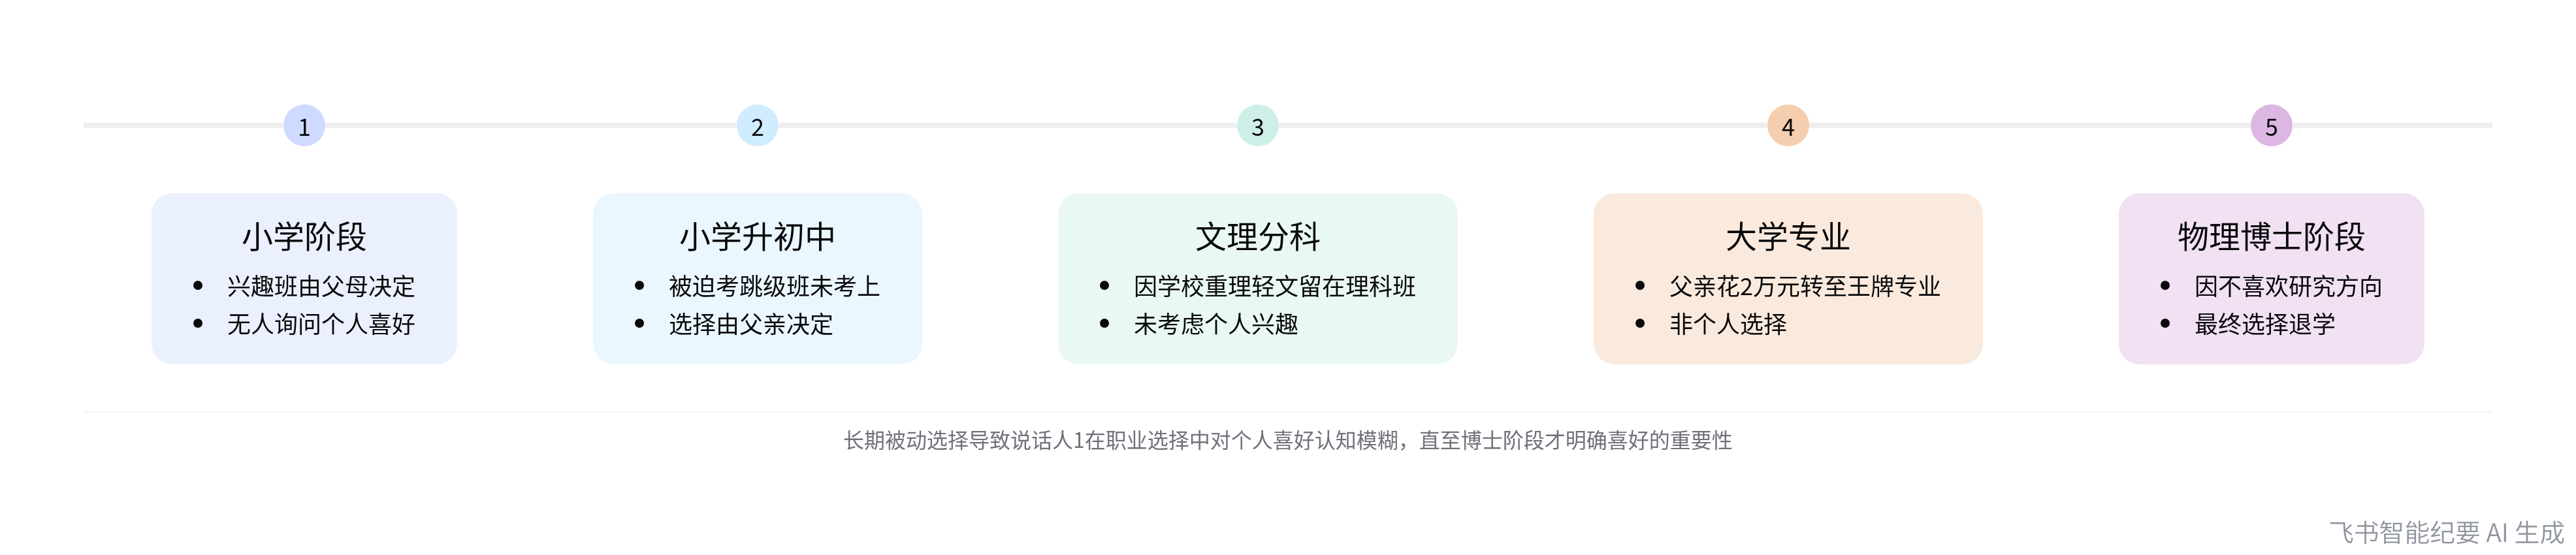 1
2
3
4
5
小学阶段
• 兴趣班由父母决定
• 无人询问个人喜好
小学升初中
• 被迫考跳级班未考上
• 选择由父亲决定
文理分科
• 因学校重理轻文留在理科班
• 未考虑个人兴趣
大学专业
• 父亲花2万元转至王牌专业
• 非个人选择
物理博士阶段
• 因不喜欢研究方向
• 最终选择退学
长期被动选择导致说话人1在职业选择中对个人喜好认知模糊，直至博士阶段才明确喜好的重要性
飞书智能纪要 AI 生成